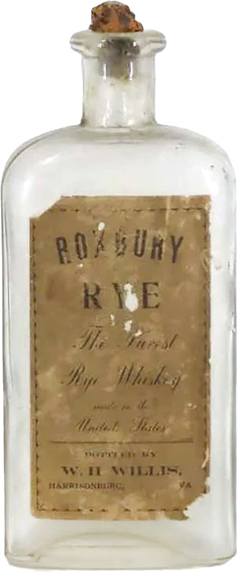 ROXBURY
RYE
The Purest
Rye Whiskey
made in the
United States
BOTTLED BY
W. H. WILLIS,
HARRISONBURG, VA